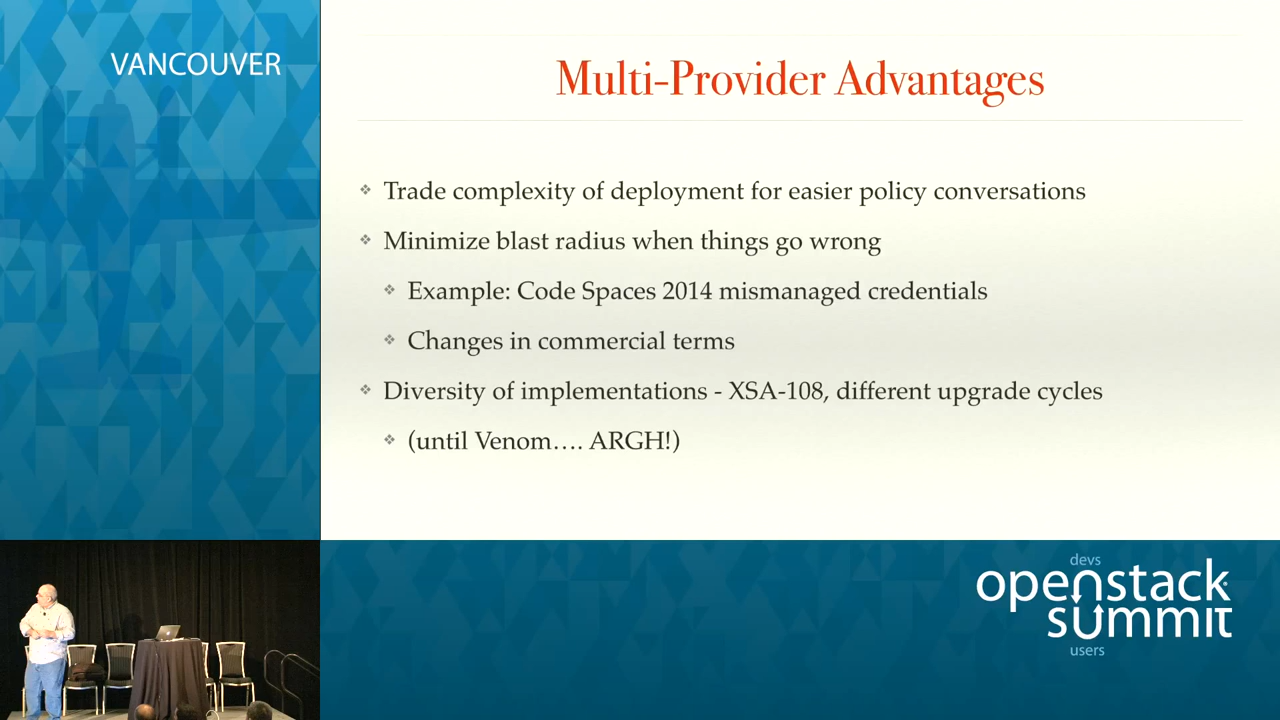 VANCOUVER
Multi-Provider Advantages
Trade complexity of deployment for easier policy conversations
Minimize blast radius when things go wrong
Example: Code Spaces 2014 mismanaged credentials
Changes in commercial terms
Diversity of implementations - XSA-108, different upgrade cycles
(until Venom…. ARGH!)
devs
openstack
summit
users